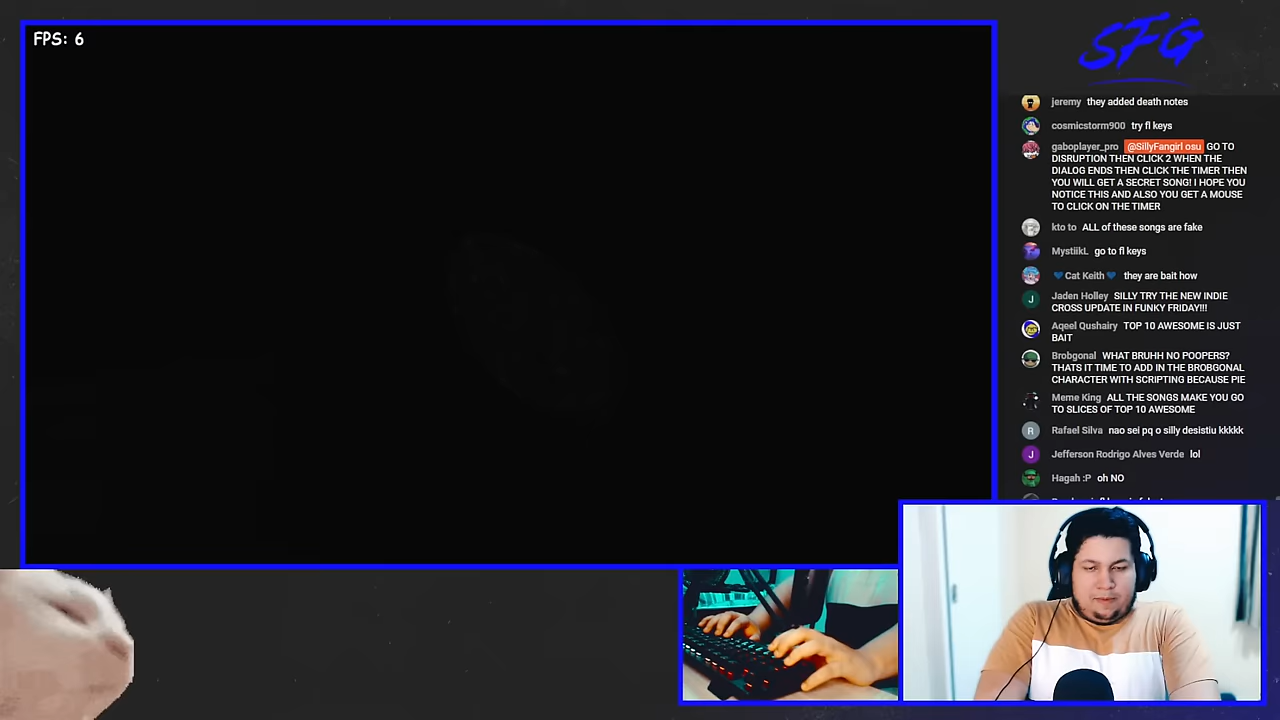 FPS: 6
SFG
jeremy they added death notes
cosmicstorm900 try fl keys
gaboplayer_pro @SillyFangirl osu GO TO
DISRUPTION THEN CLICK 2 WHEN THE
DIALOG ENDS THEN CLICK THE TIMER THEN
YOU WILL GET A SECRET SONG! I HOPE YOU
NOTICE THIS AND ALSO YOU GET A MOUSE
TO CLICK ON THE TIMER
kto to ALL of these songs are fake
MystiikL go to fl keys
💙Cat Keith💙 they are bait how
Jaden Holley SILLY TRY THE NEW INDIE
CROSS UPDATE IN FUNKY FRIDAY!!!
Aqeel Qushairy TOP 10 AWESOME IS JUST
BAIT
Brobgonal WHAT BRUHH NO POOPERS?
THATS IT TIME TO ADD IN THE BROBGONAL
CHARACTER WITH SCRIPTING BECAUSE PIE
Meme King ALL THE SONGS MAKE YOU GO
TO SLICES OF TOP 10 AWESOME
R Rafael Silva nao sei pq o silly desistiu kkkkk
J Jefferson Rodrigo Alves Verde lol
Hagah :P oh NO